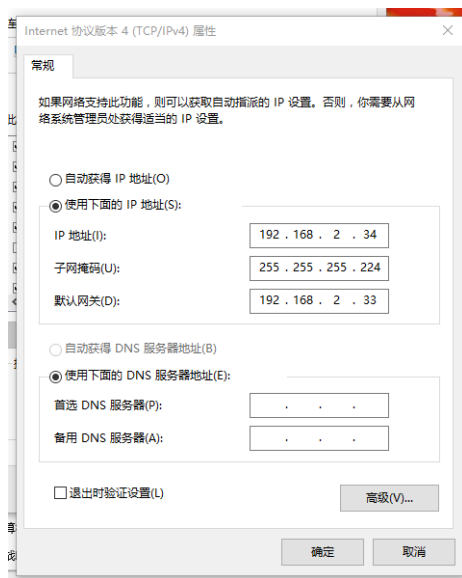 Internet 协议版本 4 (TCP/IPv4) 属性
常规
如果网络支持此功能，则可以获取自动指派的 IP 设置。否则，你需要从网
络系统管理员处获得适当的 IP 设置。
自动获得 IP 地址(O)
使用下面的 IP 地址(S):
IP 地址(I): 192 . 168 . 2 . 34
子网掩码(U): 255 . 255 . 255 . 224
默认网关(D): 192 . 168 . 2 . 33
自动获得 DNS 服务器地址(B)
使用下面的 DNS 服务器地址(E):
首选 DNS 服务器(P): . . .
备用 DNS 服务器(A): . . .
退出时验证设置(L)
高级(V)...
确定 取消